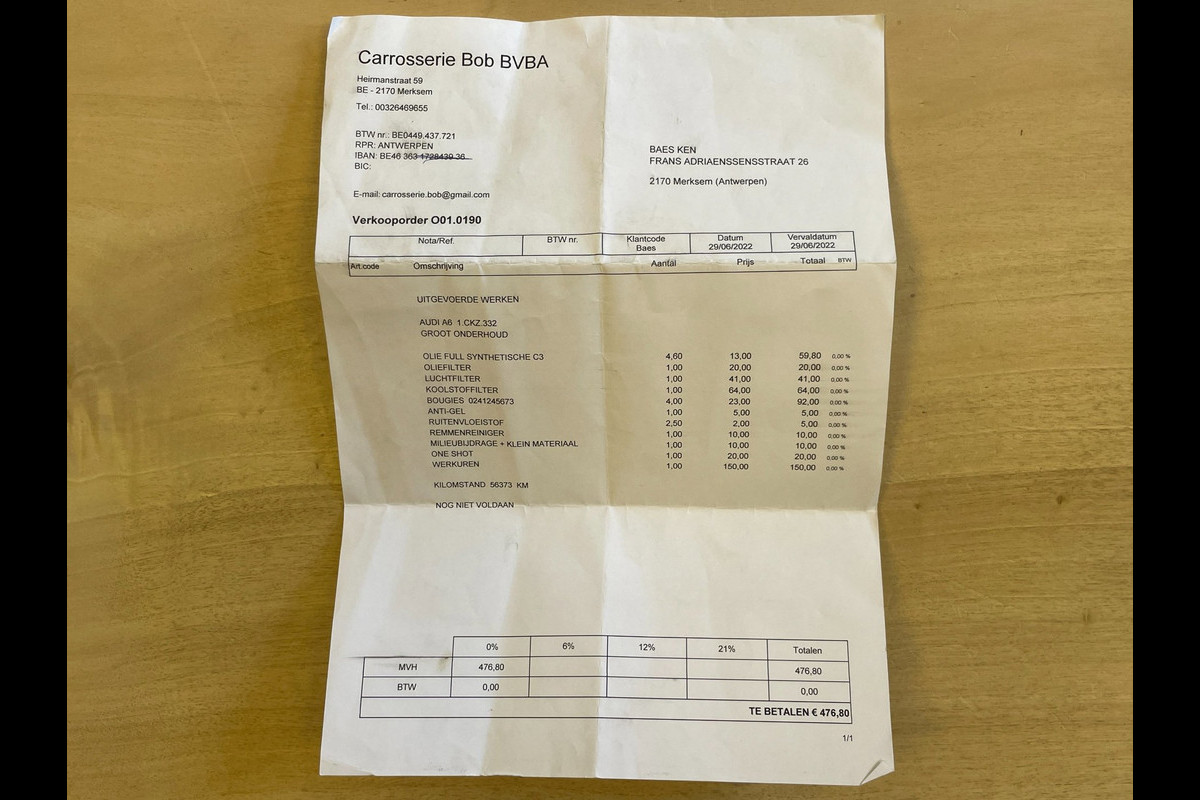 Carrosserie Bob BVBA
Heirmanstraat 59
BE - 2170 Merksem
Tel.: 00326469655
BTW nr.: BE0449.437.721
RPR: ANTWERPEN
IBAN: BE46 363 1728439 36
BIC:
E-mail: carrosserie.bob@gmail.com
BAES KEN
FRANS ADRIAENSSENSSTRAAT 26
2170 Merksem (Antwerpen)
Verkooporder O01.0190
Nota/Ref. BTW nr. Klantcode Datum Vervaldatum
Baes 29/06/2022 29/06/2022
Art.code Omschrijving Aantal Prijs Totaal BTW
UITGEVOERDE WERKEN
AUDI A6 1.CKZ.332
GROOT ONDERHOUD
OLIE FULL SYNTHETISCHE C3 4,60 13,00 59,80 0,00 %
OLIEFILTER 1,00 20,00 20,00 0,00 %
LUCHTFILTER 1,00 41,00 41,00 0,00 %
KOOLSTOFILTER 1,00 64,00 64,00 0,00 %
BOUGIES 0241245673 4,00 23,00 92,00 0,00 %
ANTI-GEL 1,00 5,00 5,00 0,00 %
RUITENVLOEISTOF 2,50 2,00 5,00 0,00 %
REMMENREINIGER 1,00 10,00 10,00 0,00 %
MILIEUBIJDRAGE + KLEIN MATERIAAL 1,00 10,00 10,00 0,00 %
ONE SHOT 1,00 20,00 20,00 0,00 %
WERKUREN 1,00 150,00 150,00 0,00 %
KILOMSTAND 56373 KM
NOG NIET VOLDAAN
0% 6% 12% 21% Totalen
MVH 476,80 476,80
BTW 0,00 0,00
TE BETALEN € 476,80
1/1